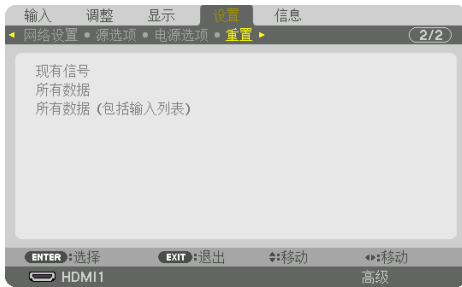 输入 调整 显示 设置 信息
◂ 网络设置 • 源选项 • 电源选项 • 重置 ▸ 2/2
现有信号
所有数据
所有数据 (包括输入列表)
ENTER :选择 EXIT :退出 :移动 :移动
HDMI1 高级